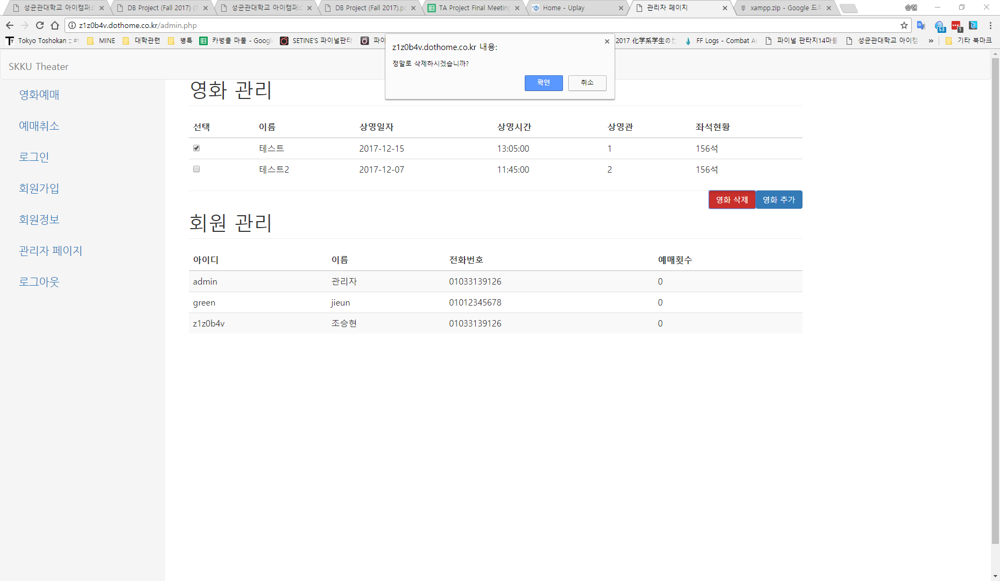 성균관대학교 아이캠퍼스
DB Project (Fall 2017) (1
성균관대학교 아이캠퍼스
DB Project (Fall 2017).pd
TA Project Final Meeting
Home - Uplay
관리자 페이지
xampp.zip - Google 드라
승현
z1z0b4v.dothome.co.kr/admin.php
53
1
Tokyo Toshokan :: #
MINE
대학관련
병특
카벙클 마물 - Googl
SETINE'S 파이널판타
파이
2017 化学系学生のた
FF Logs - Combat A
파이널 판타지14마물
성균관대학교 아이캠
»
기타 북마크
z1z0b4v.dothome.co.kr 내용:
정말로 삭제하시겠습니까?
확인
취소
SKKU Theater
영화예매
예매취소
로그인
회원가입
회원정보
관리자 페이지
로그아웃
영화 관리
선택 이름 상영일자 상영시간 상영관 좌석현황
테스트 2017-12-15 13:05:00 1 156석
테스트2 2017-12-07 11:45:00 2 156석
영화 삭제 영화 추가
회원 관리
아이디 이름 전화번호 예매횟수
admin 관리자 01033139126 0
green jieun 01012345678 0
z1z0b4v 조승현 01033139126 0